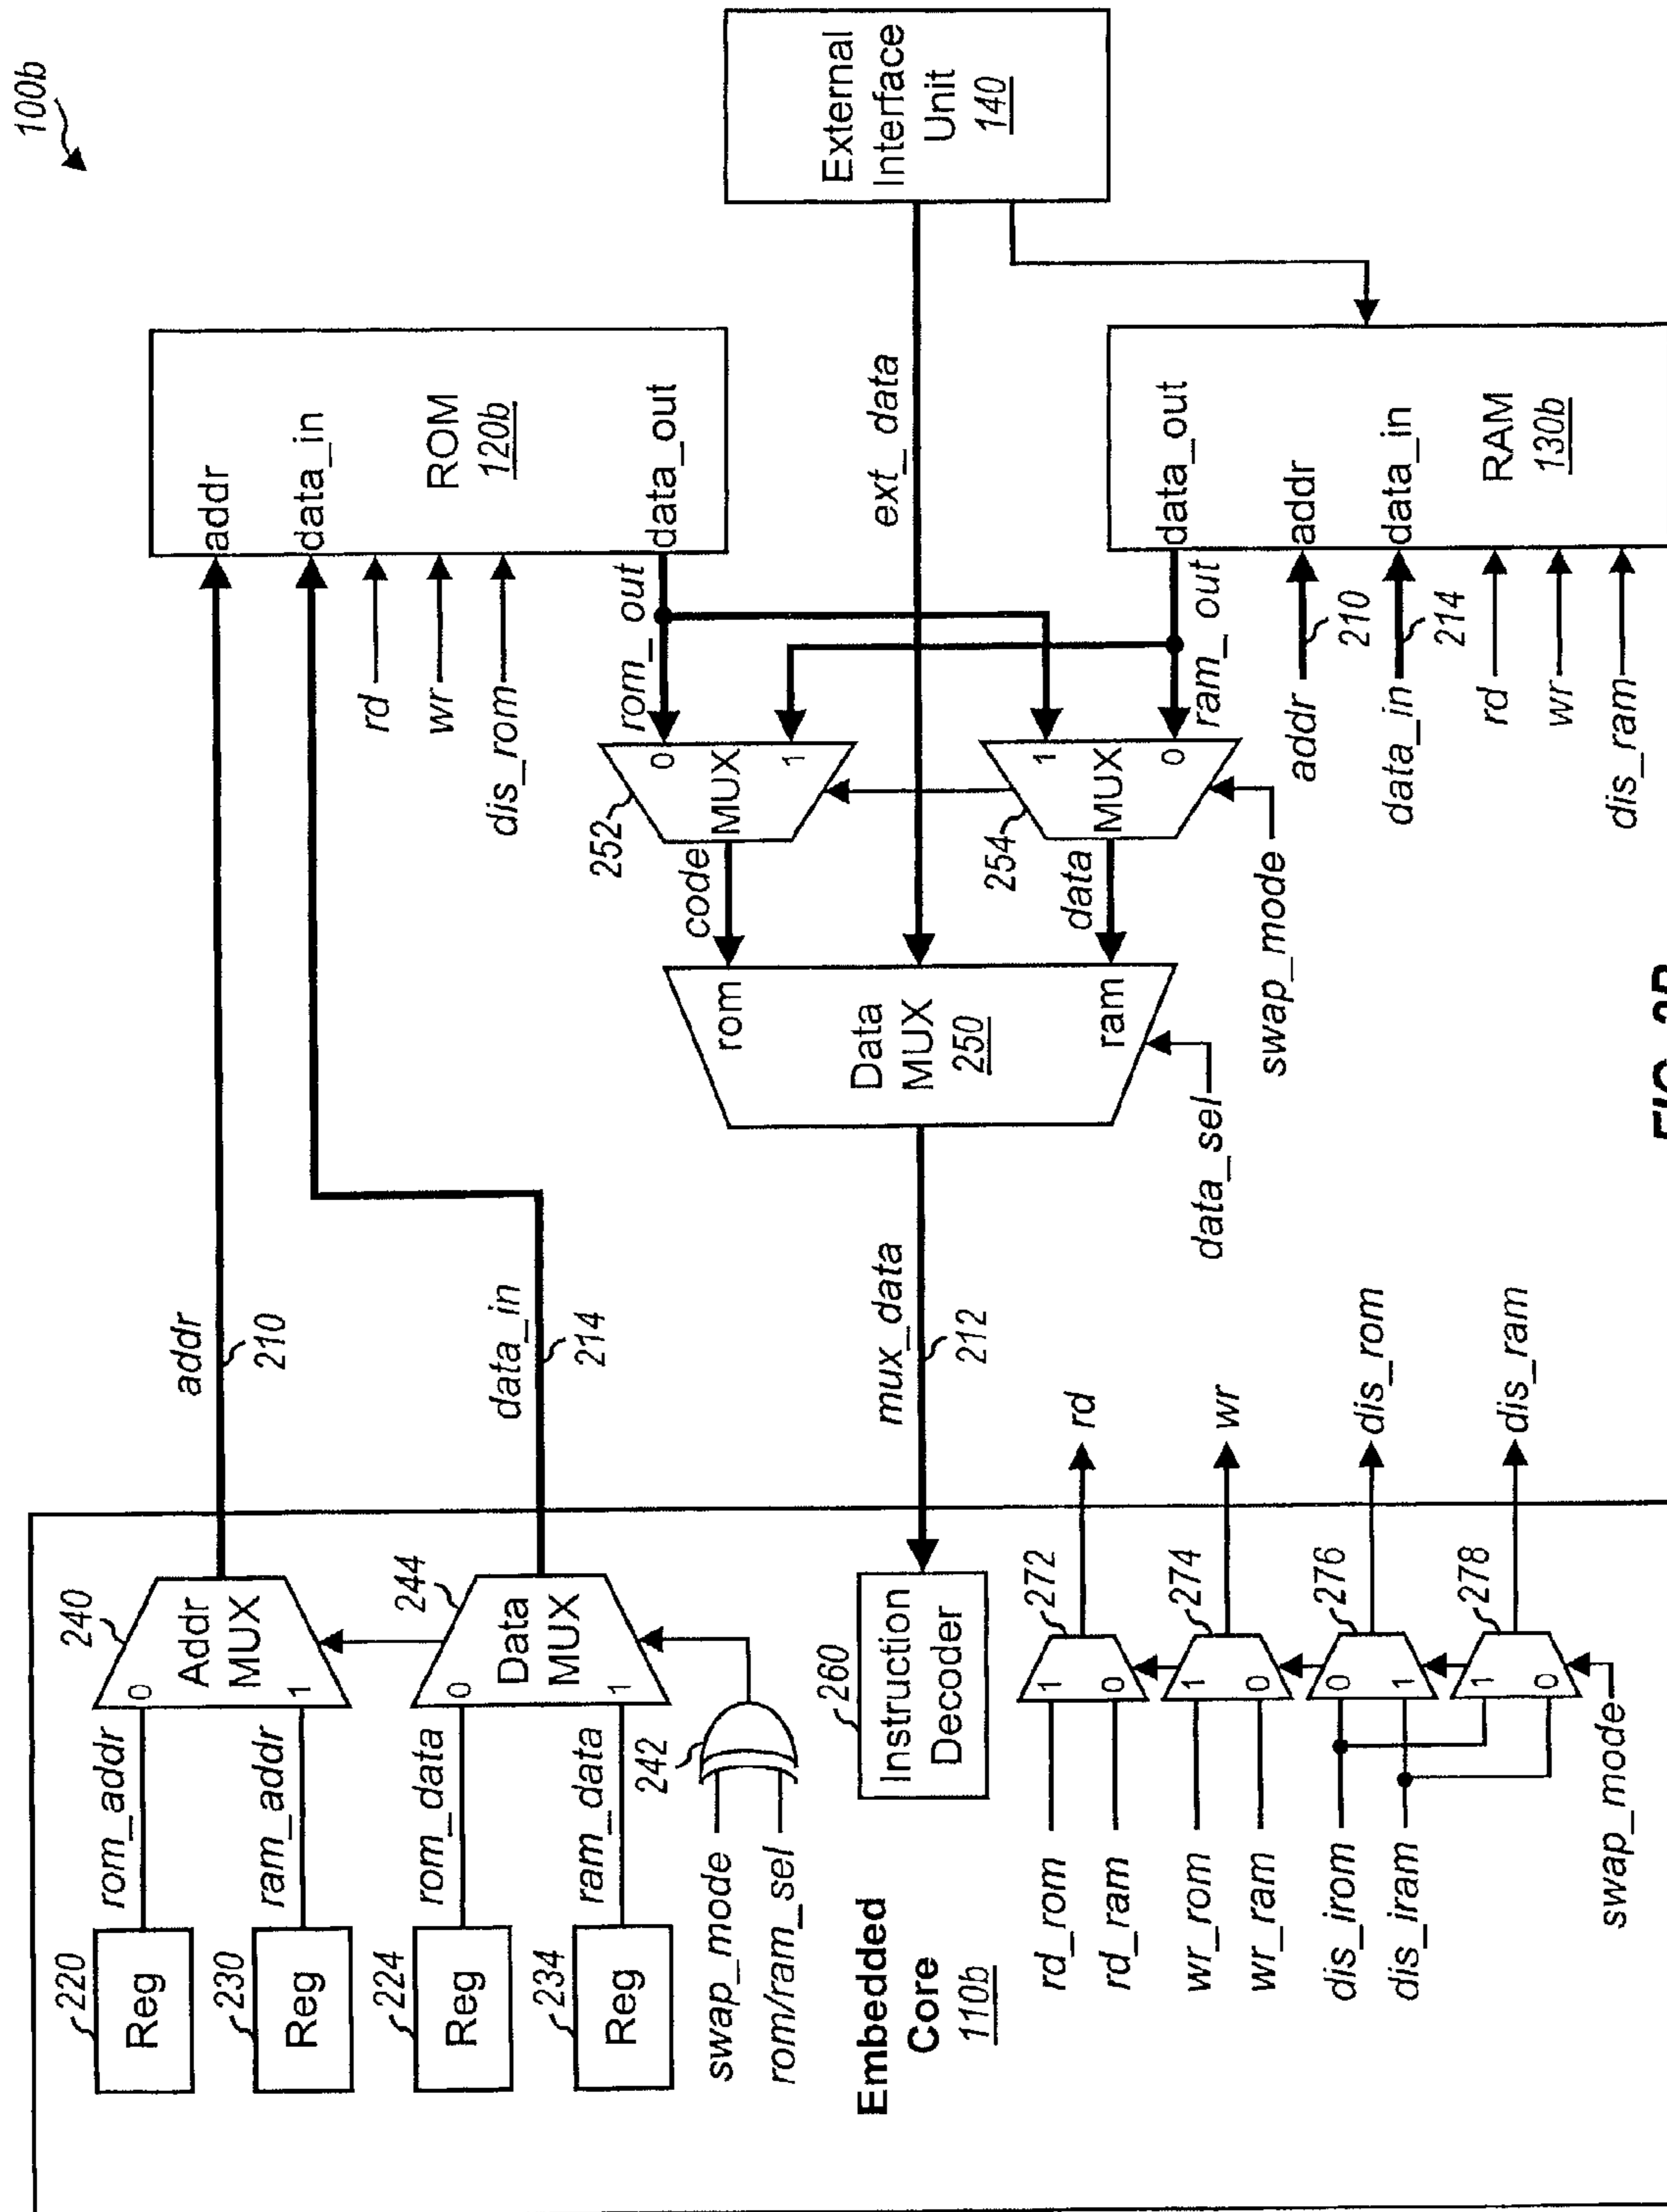 100b
220
Reg
rom_addr
230
Reg
ram_addr
224
Reg
rom_data
234
Reg
ram_data
240
0
Addr
MUX
1
244
0
Data
MUX
1
242
swap_mode
rom/ram_sel
addr
210
data_in
214
Embedded
Core
110b
260
Instruction
Decoder
mux_data
212
rd_rom
rd_ram
1
0
272
rd
wr_rom
wr_ram
1
0
274
wr
dis_irom
dis_iram
0
1
276
dis_rom
1
0
278
dis_ram
swap_mode
rom
Data
MUX
250
ram
data_sel
code
data
252
0
MUX
1
254
1
MUX
0
swap_mode
rom_out
ram_out
ext_data
rd
wr
dis_rom
addr
data_in
ROM
120b
data_out
addr
210
data_in
214
rd
wr
dis_ram
data_out
addr
data_in
RAM
130b
External
Interface
Unit
140